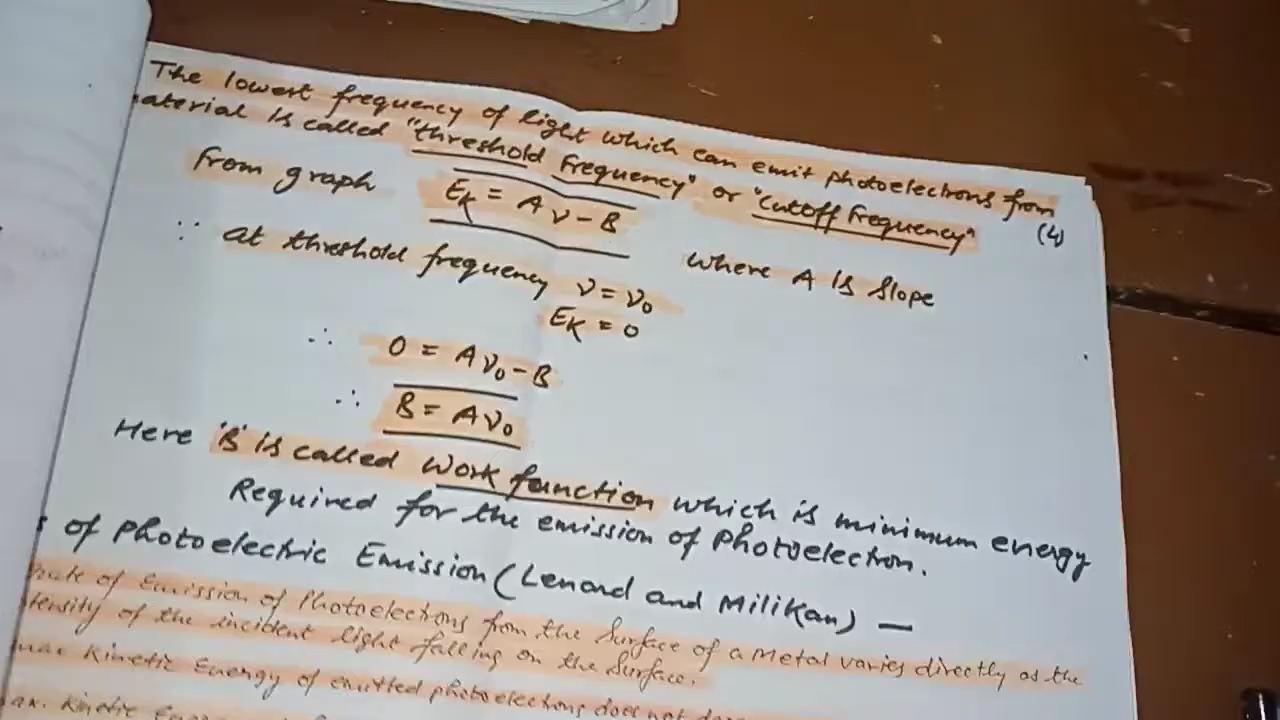 The lowest frequency of light which can emit photoelectrons from
material is called "threshold frequency" or "Cutoff frequency"
(4)
from graph EK = Aν - B where A is slope
∵ at threshold frequency ν = ν0
EK = 0
∴ 0 = Aν0 - B
∴ B = Aν0
Here 'B' is called Work function which is minimum energy
Required for the emission of Photoelectron.
of Photoelectric Emission (Lenard and Milikan) —
of Emission of Photoelectrons from the Surface of a Metal varies directly as the
tensity of the incident light falling on the Surface.
Kinetic Energy of emitted photoelectrons does not
Kinetic